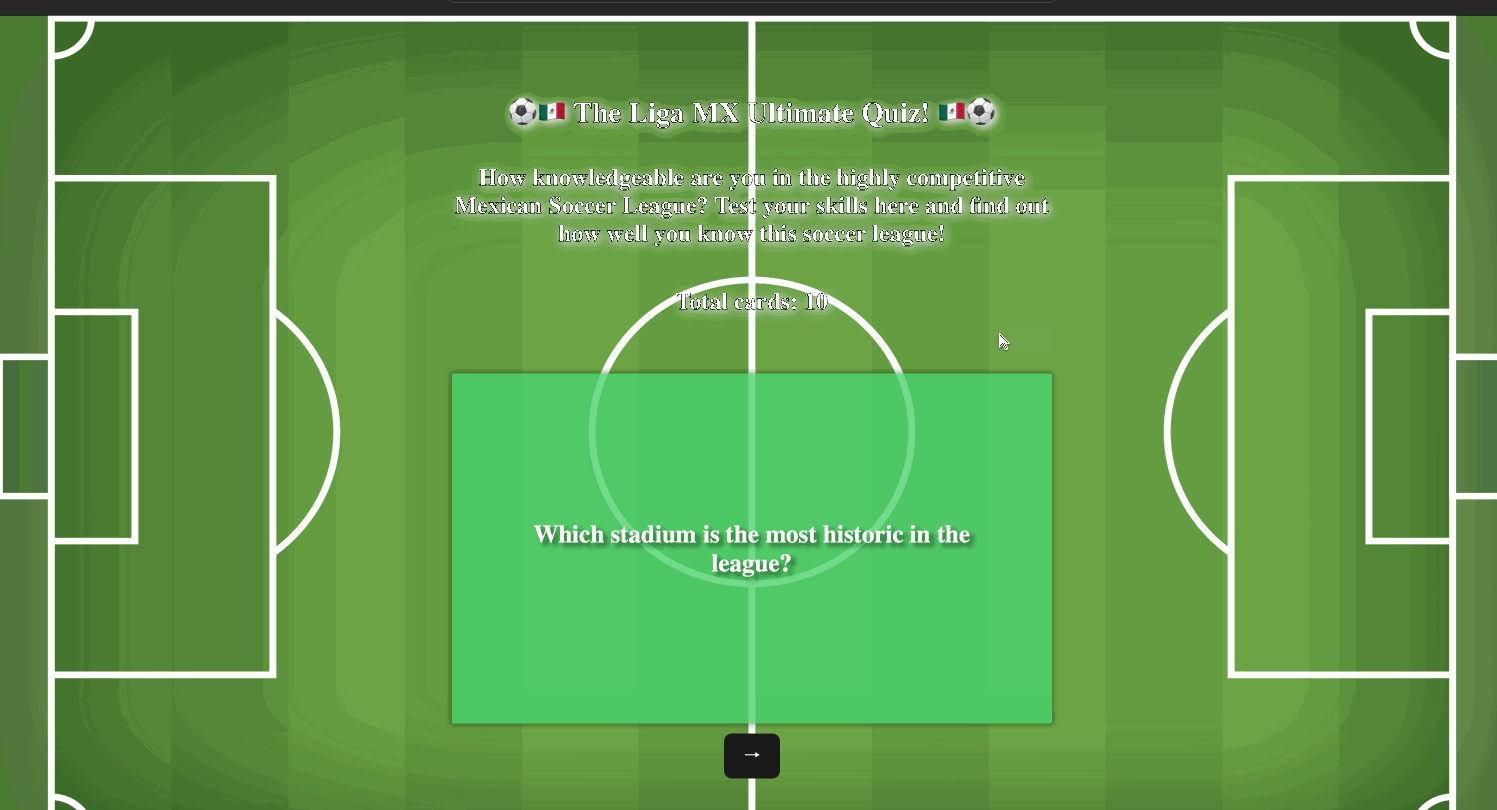 ⚽🇲🇽 The Liga MX Ultimate Quiz! 🇲🇽⚽
How knowledgeable are you in the highly competitive
Mexican Soccer League? Test your skills here and find out
how well you know this soccer league!
Total cards: 10
Which stadium is the most historic in the
league?
→